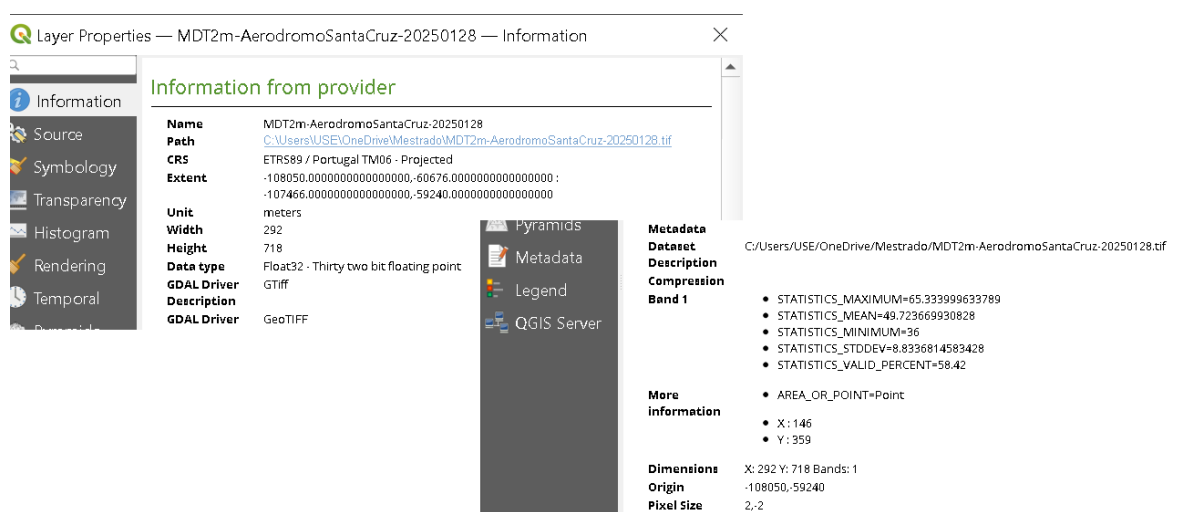 Layer Properties — MDT2m-AerodromoSantaCruz-20250128 — Information
Information
Source
Symbology
Transparency
Histogram
Rendering
Temporal
Pyramids
Information from provider
Name MDT2m-AerodromoSantaCruz-20250128
Path C:\Users\USE\OneDrive\Mestrado\MDT2m-AerodromoSantaCruz-20250128.tif
CRS ETRS89 / Portugal TM06 - Projected
Extent -108050.0000000000000000,-60676.0000000000000000 :
-107466.0000000000000000,-59240.0000000000000000
Unit meters
Width 292
Height 718
Data type Float32 - Thirty two bit floating point
GDAL Driver GTiff
Description
GDAL Driver GeoTIFF
Pyramids
Metadata
Legend
QGIS Server
Metadata
Dataset C:/Users/USE/OneDrive/Mestrado/MDT2m-AerodromoSantaCruz-20250128.tif
Description
Compression
Band 1 • STATISTICS_MAXIMUM=65.333999633789
• STATISTICS_MEAN=49.723669930828
• STATISTICS_MINIMUM=36
• STATISTICS_STDDEV=8.8336814583428
• STATISTICS_VALID_PERCENT=58.42
More • AREA_OR_POINT=Point
information
• X : 146
• Y : 359
Dimensions X: 292 Y: 718 Bands: 1
Origin -108050,-59240
Pixel Size 2,-2